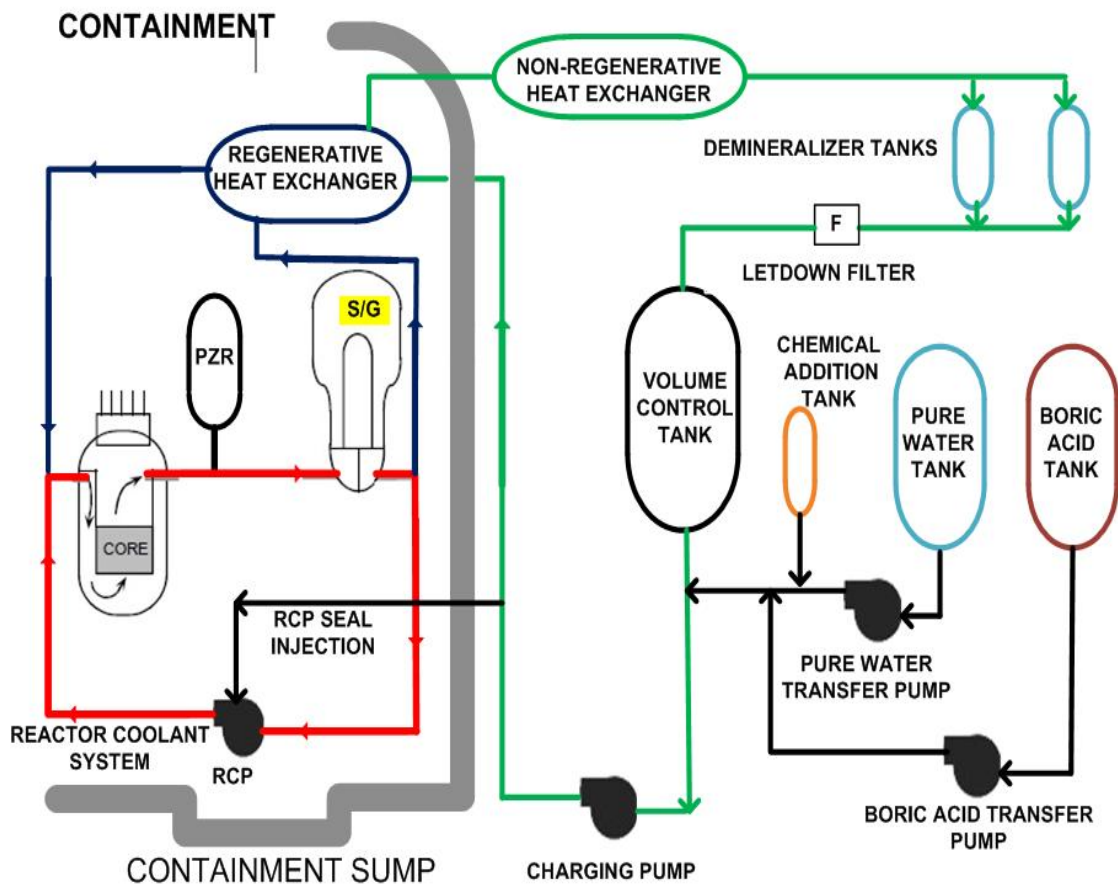 CONTAINMENT
NON-REGENERATIVE
HEAT EXCHANGER
REGENERATIVE
HEAT EXCHANGER
DEMINERALIZER TANKS
F
LETDOWN FILTER
S/G
PZR
VOLUME
CONTROL
TANK
CHEMICAL
ADDITION
TANK
PURE
WATER
TANK
BORIC
ACID
TANK
CORE
RCP SEAL
INJECTION
PURE WATER
TRANSFER PUMP
REACTOR COOLANT
SYSTEM
RCP
BORIC ACID TRANSFER
PUMP
CONTAINMENT SUMP
CHARGING PUMP